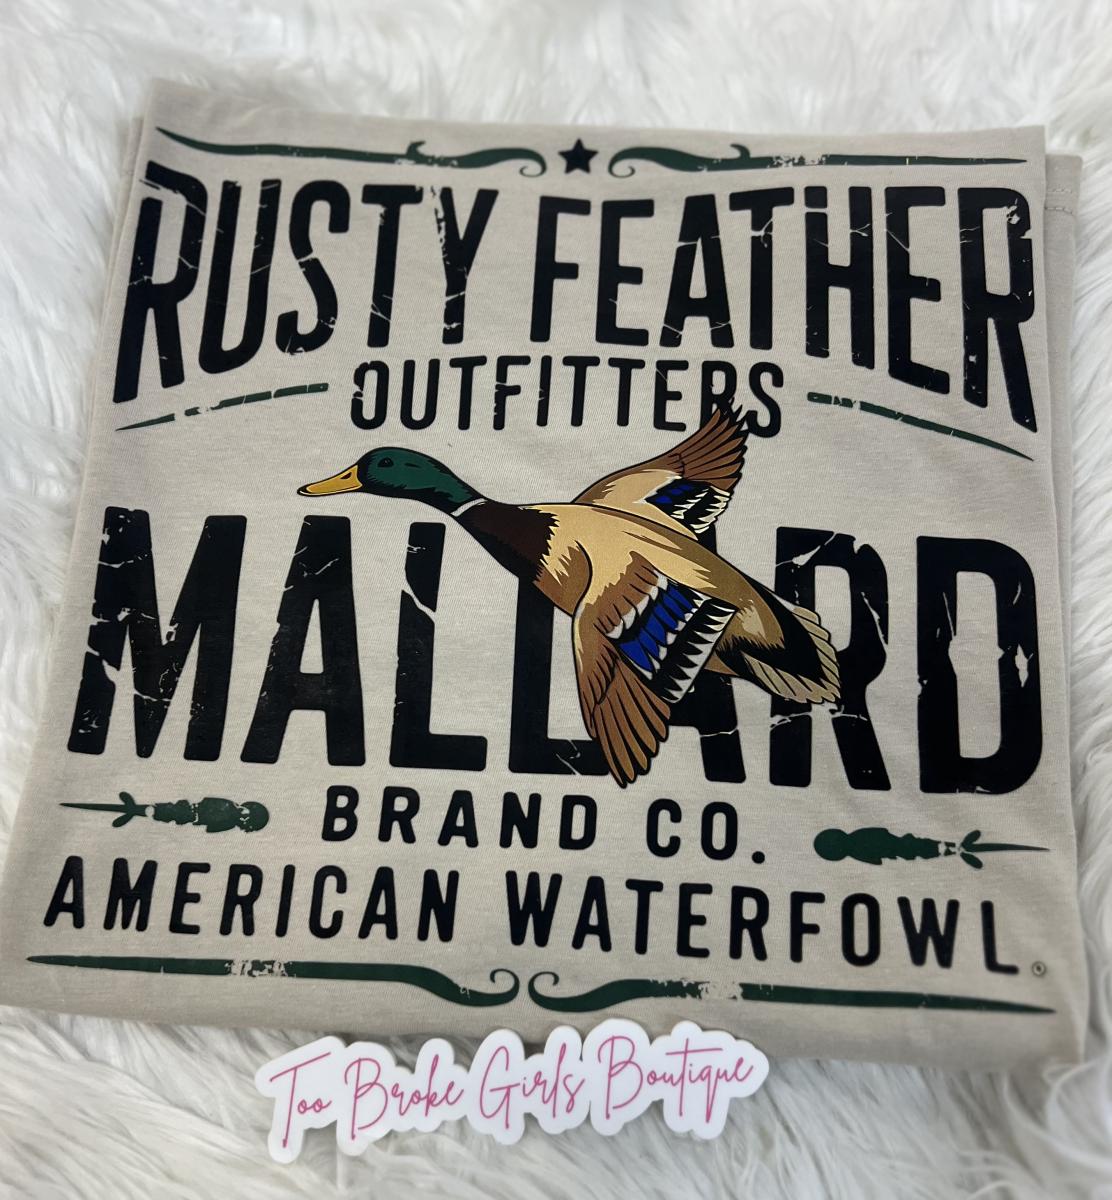 RUSTY FEATHER
OUTFITTERS
MALLARD
BRAND CO.
AMERICAN WATERFOWL
Too Broke Girls Boutique